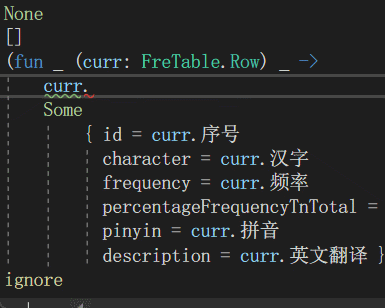 None
[]
(fun _ (curr: FreTable.Row) _ ->
curr.
Some
{ id = curr.序号
character = curr.汉字
frequency = curr.频率
percentageFrequencyTnTotal =
pinyin = curr.拼音
description = curr.英文翻译 }
ignore